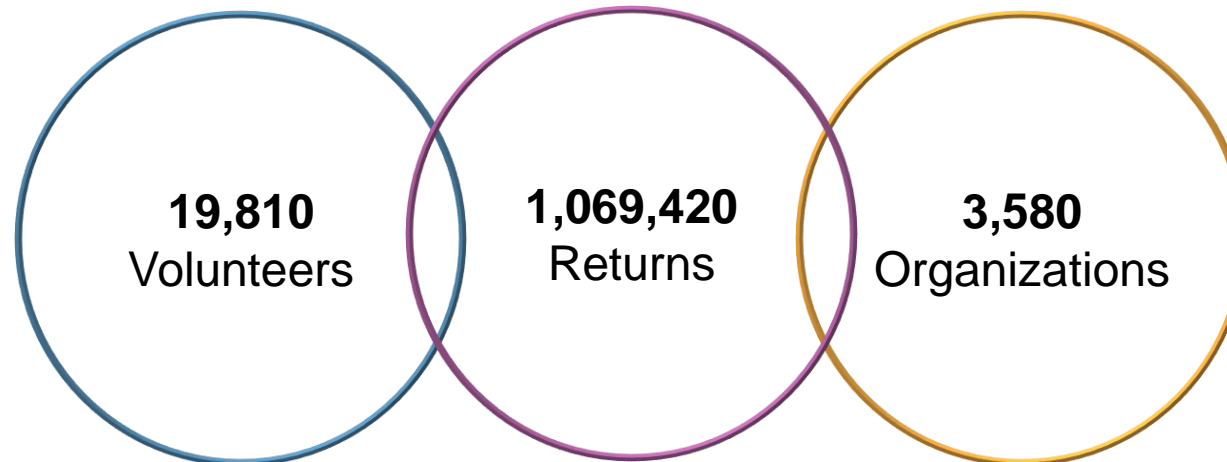 19,810
Volunteers
1,069,420
Returns
3,580
Organizations